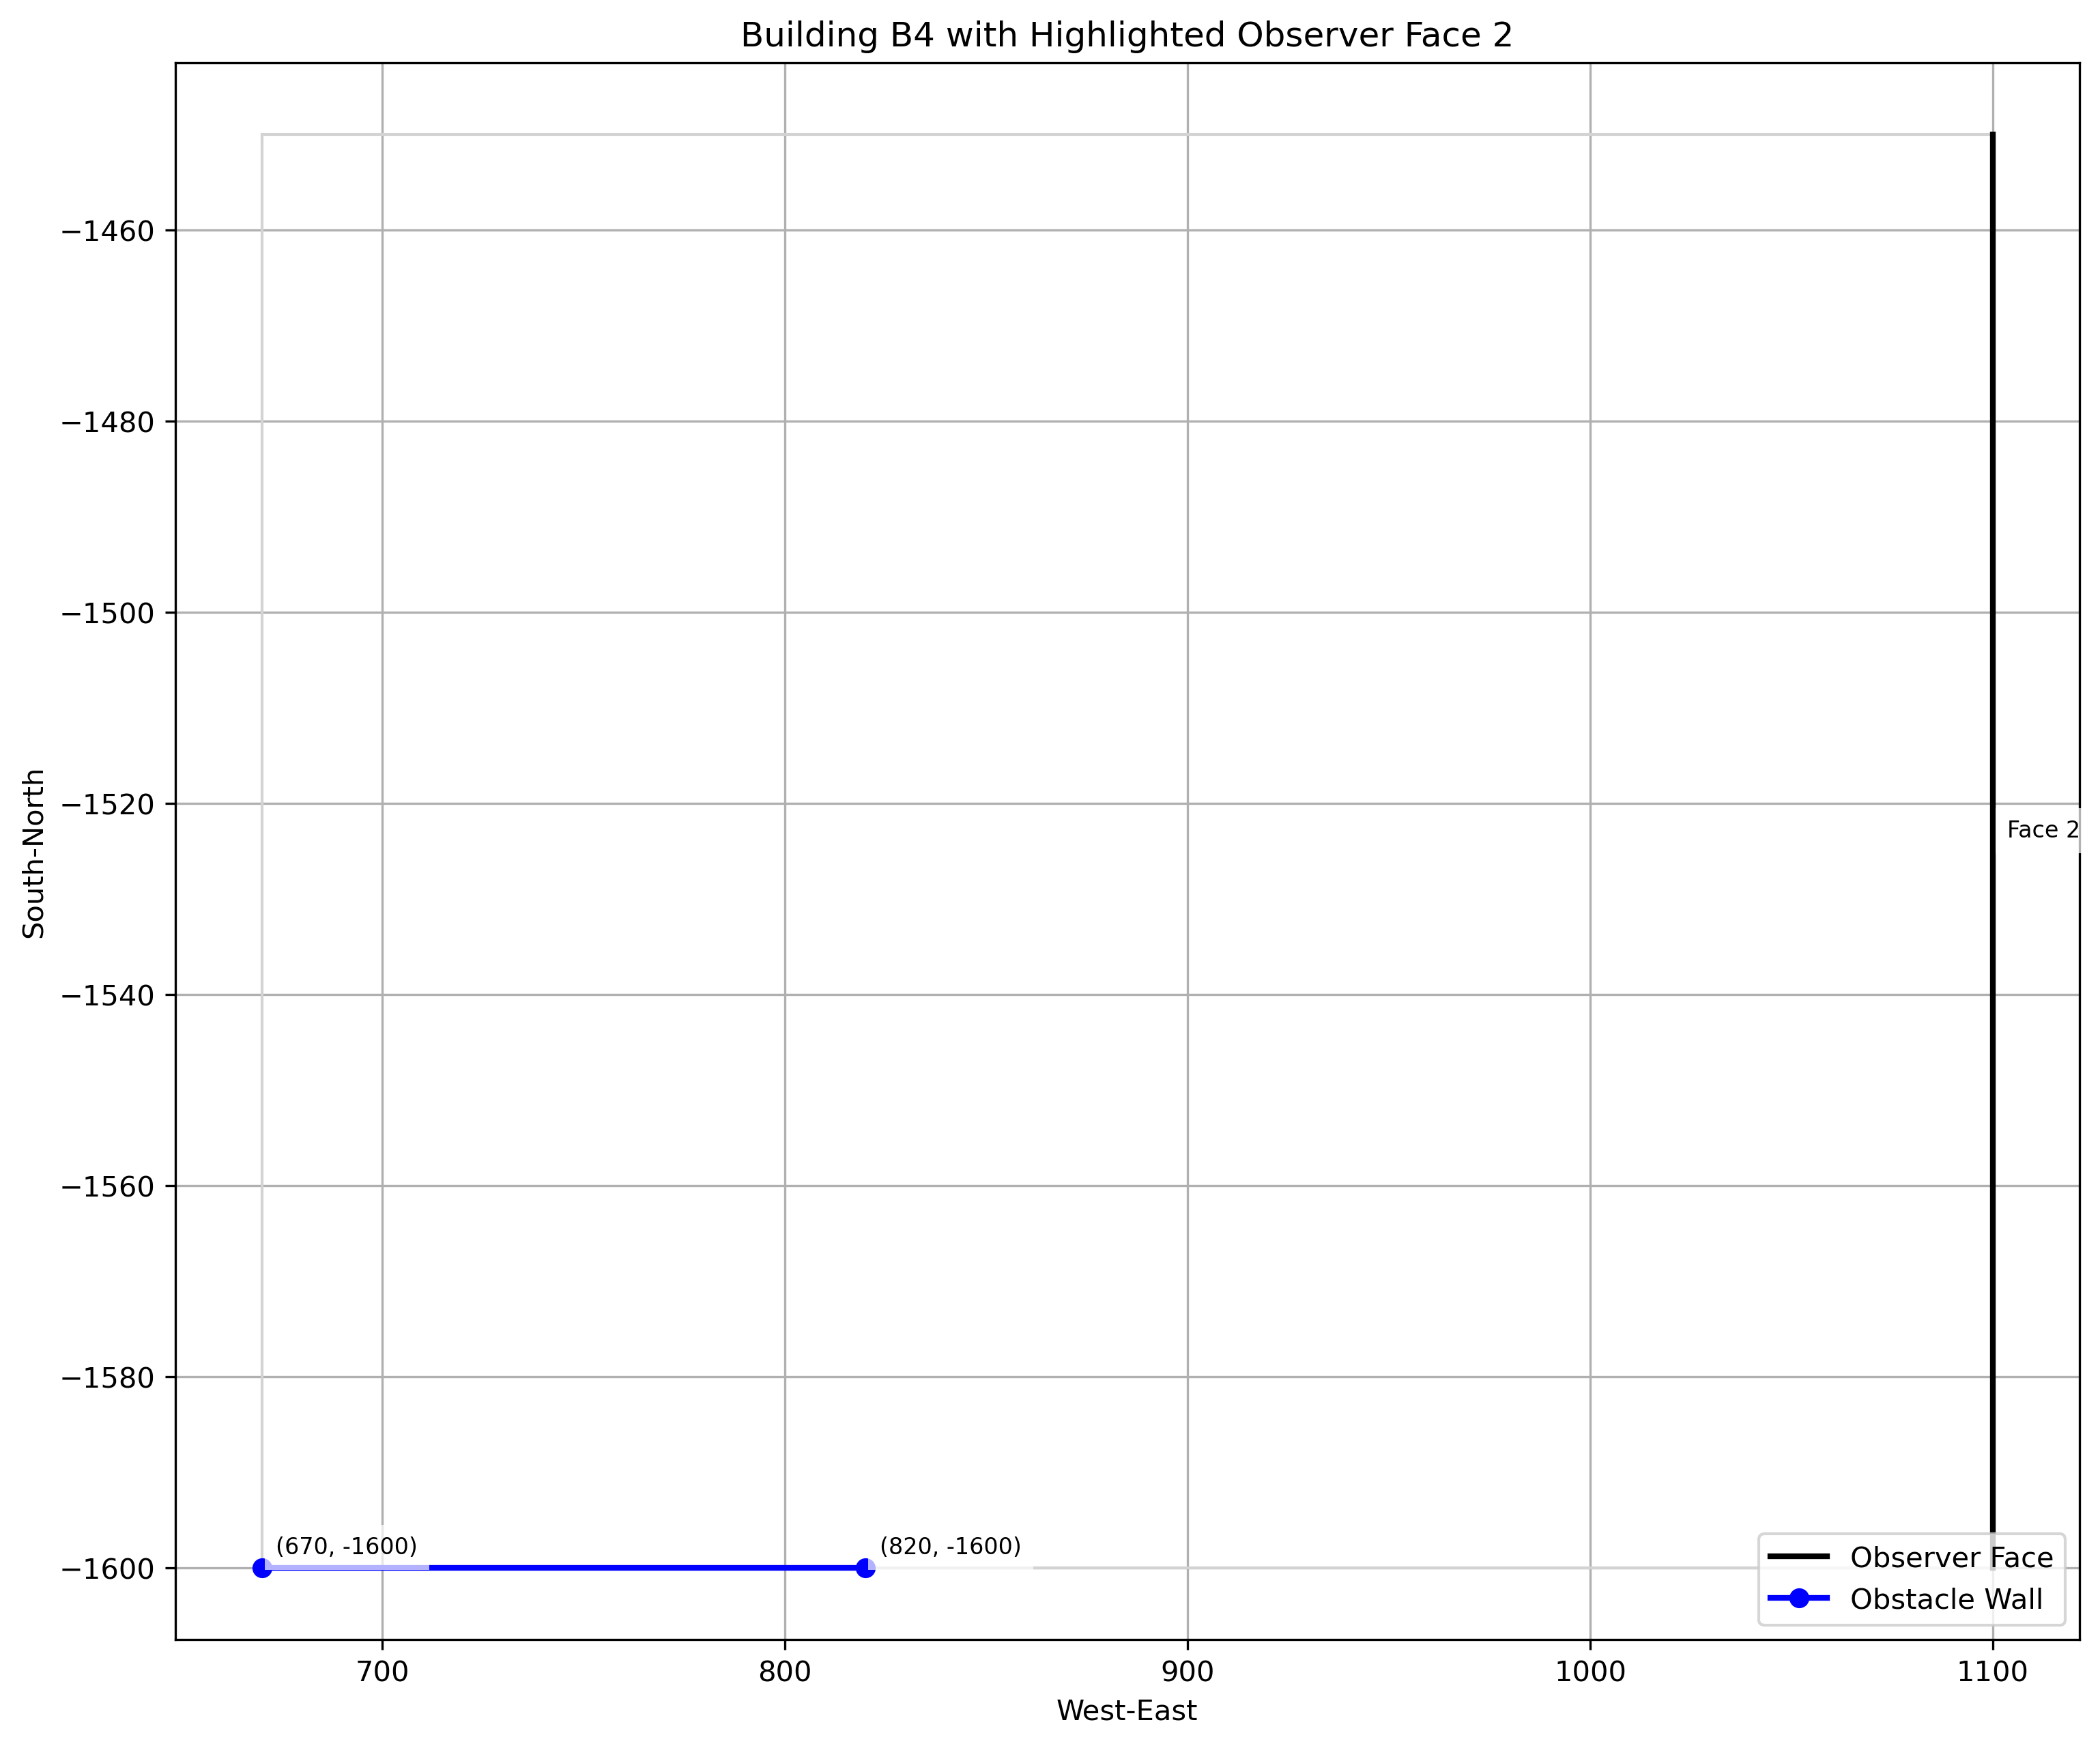 Building B4 with Highlighted Observer Face 2
−1460
−1480
−1500
−1520
−1540
−1560
−1580
−1600
South-North
Face 2
(670, -1600)
(820, -1600)
Observer Face
Obstacle Wall
700
800
900
1000
1100
West-East